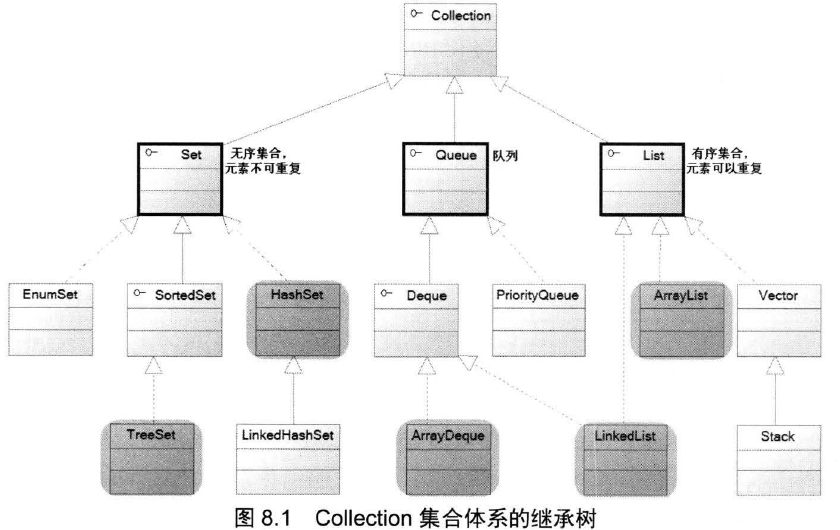 Collection
Set
无序集合,
元素不可重复
Queue
队列
List
有序集合,
元素可以重复
EnumSet
SortedSet
HashSet
Deque
PriorityQueue
ArrayList
Vector
TreeSet
LinkedHashSet
ArrayDeque
LinkedList
Stack
图 8.1 Collection 集合体系的继承树